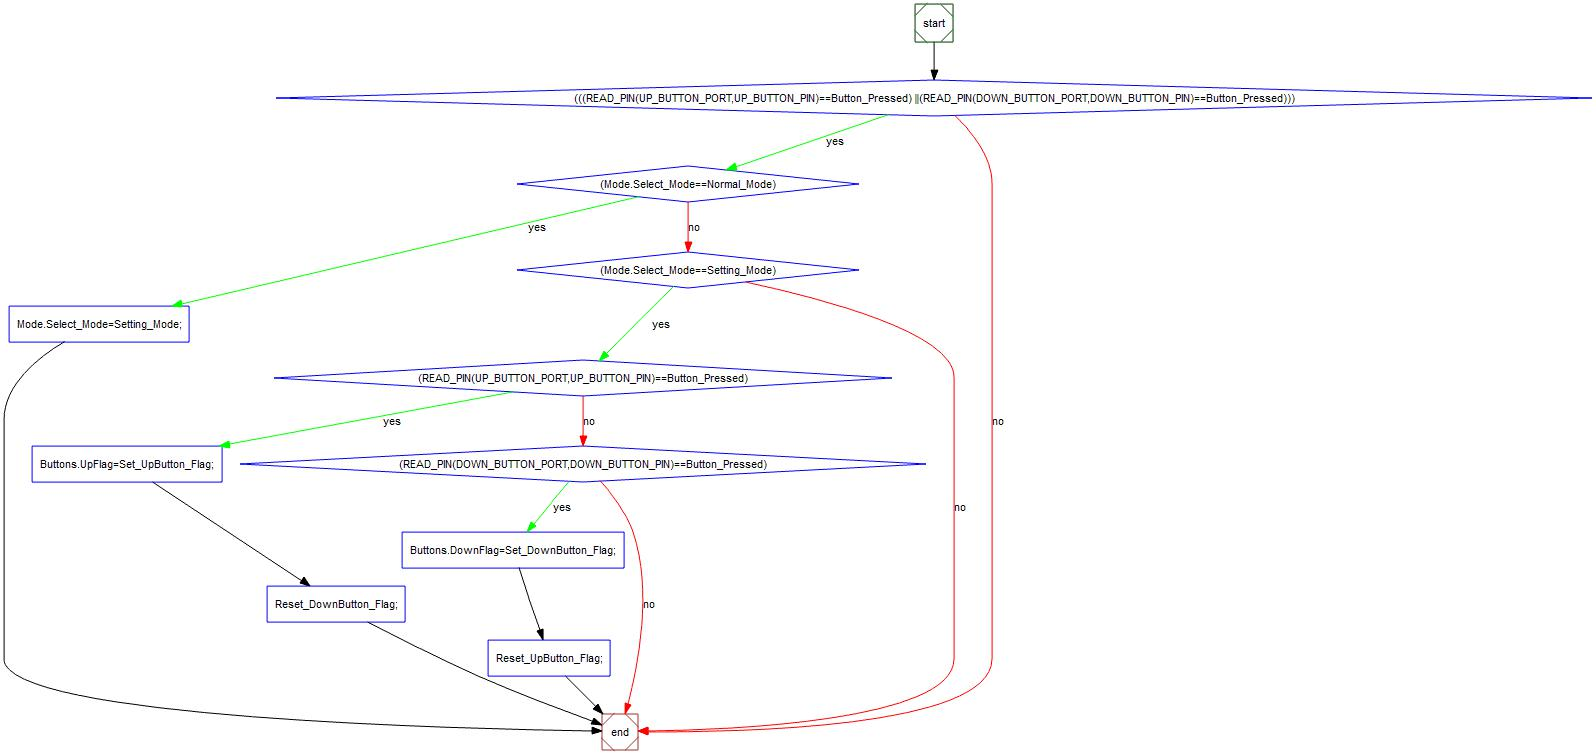 start
(((READ_PIN(UP_BUTTON_PORT,UP_BUTTON_PIN)==Button_Pressed) ||(READ_PIN(DOWN_BUTTON_PORT,DOWN_BUTTON_PIN)==Button_Pressed)))
yes
(Mode.Select_Mode==Normal_Mode)
yes
no
(Mode.Select_Mode==Setting_Mode)
Mode.Select_Mode=Setting_Mode;
yes
(READ_PIN(UP_BUTTON_PORT,UP_BUTTON_PIN)==Button_Pressed)
yes
no
no
Buttons.UpFlag=Set_UpButton_Flag;
(READ_PIN(DOWN_BUTTON_PORT,DOWN_BUTTON_PIN)==Button_Pressed)
yes
no
Buttons.DownFlag=Set_DownButton_Flag;
Reset_DownButton_Flag;
no
Reset_UpButton_Flag;
end